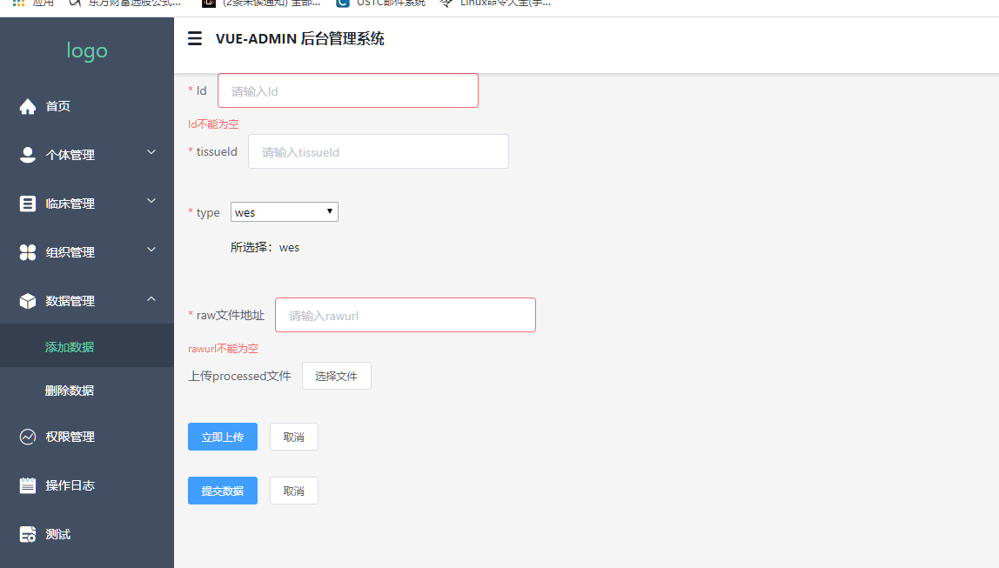 应用 东方财富选股公式... (2条未读通知) 全部... USTC邮件系统 Linux命令大全(手...
logo
VUE-ADMIN 后台管理系统
首页
个体管理
临床管理
组织管理
数据管理
添加数据
删除数据
权限管理
操作日志
测试
* Id 请输入Id
Id不能为空
* tissueId 请输入tissueId
* type wes
所选择：wes
* raw文件地址 请输入rawurl
rawurl不能为空
上传processed文件 选择文件
立即上传 取消
提交数据 取消